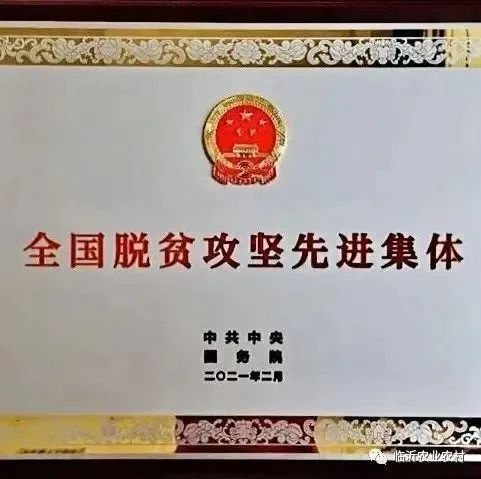 全国脱贫攻坚先进集体
中共中央
国务院
二〇二一年二月
临沂农业农村